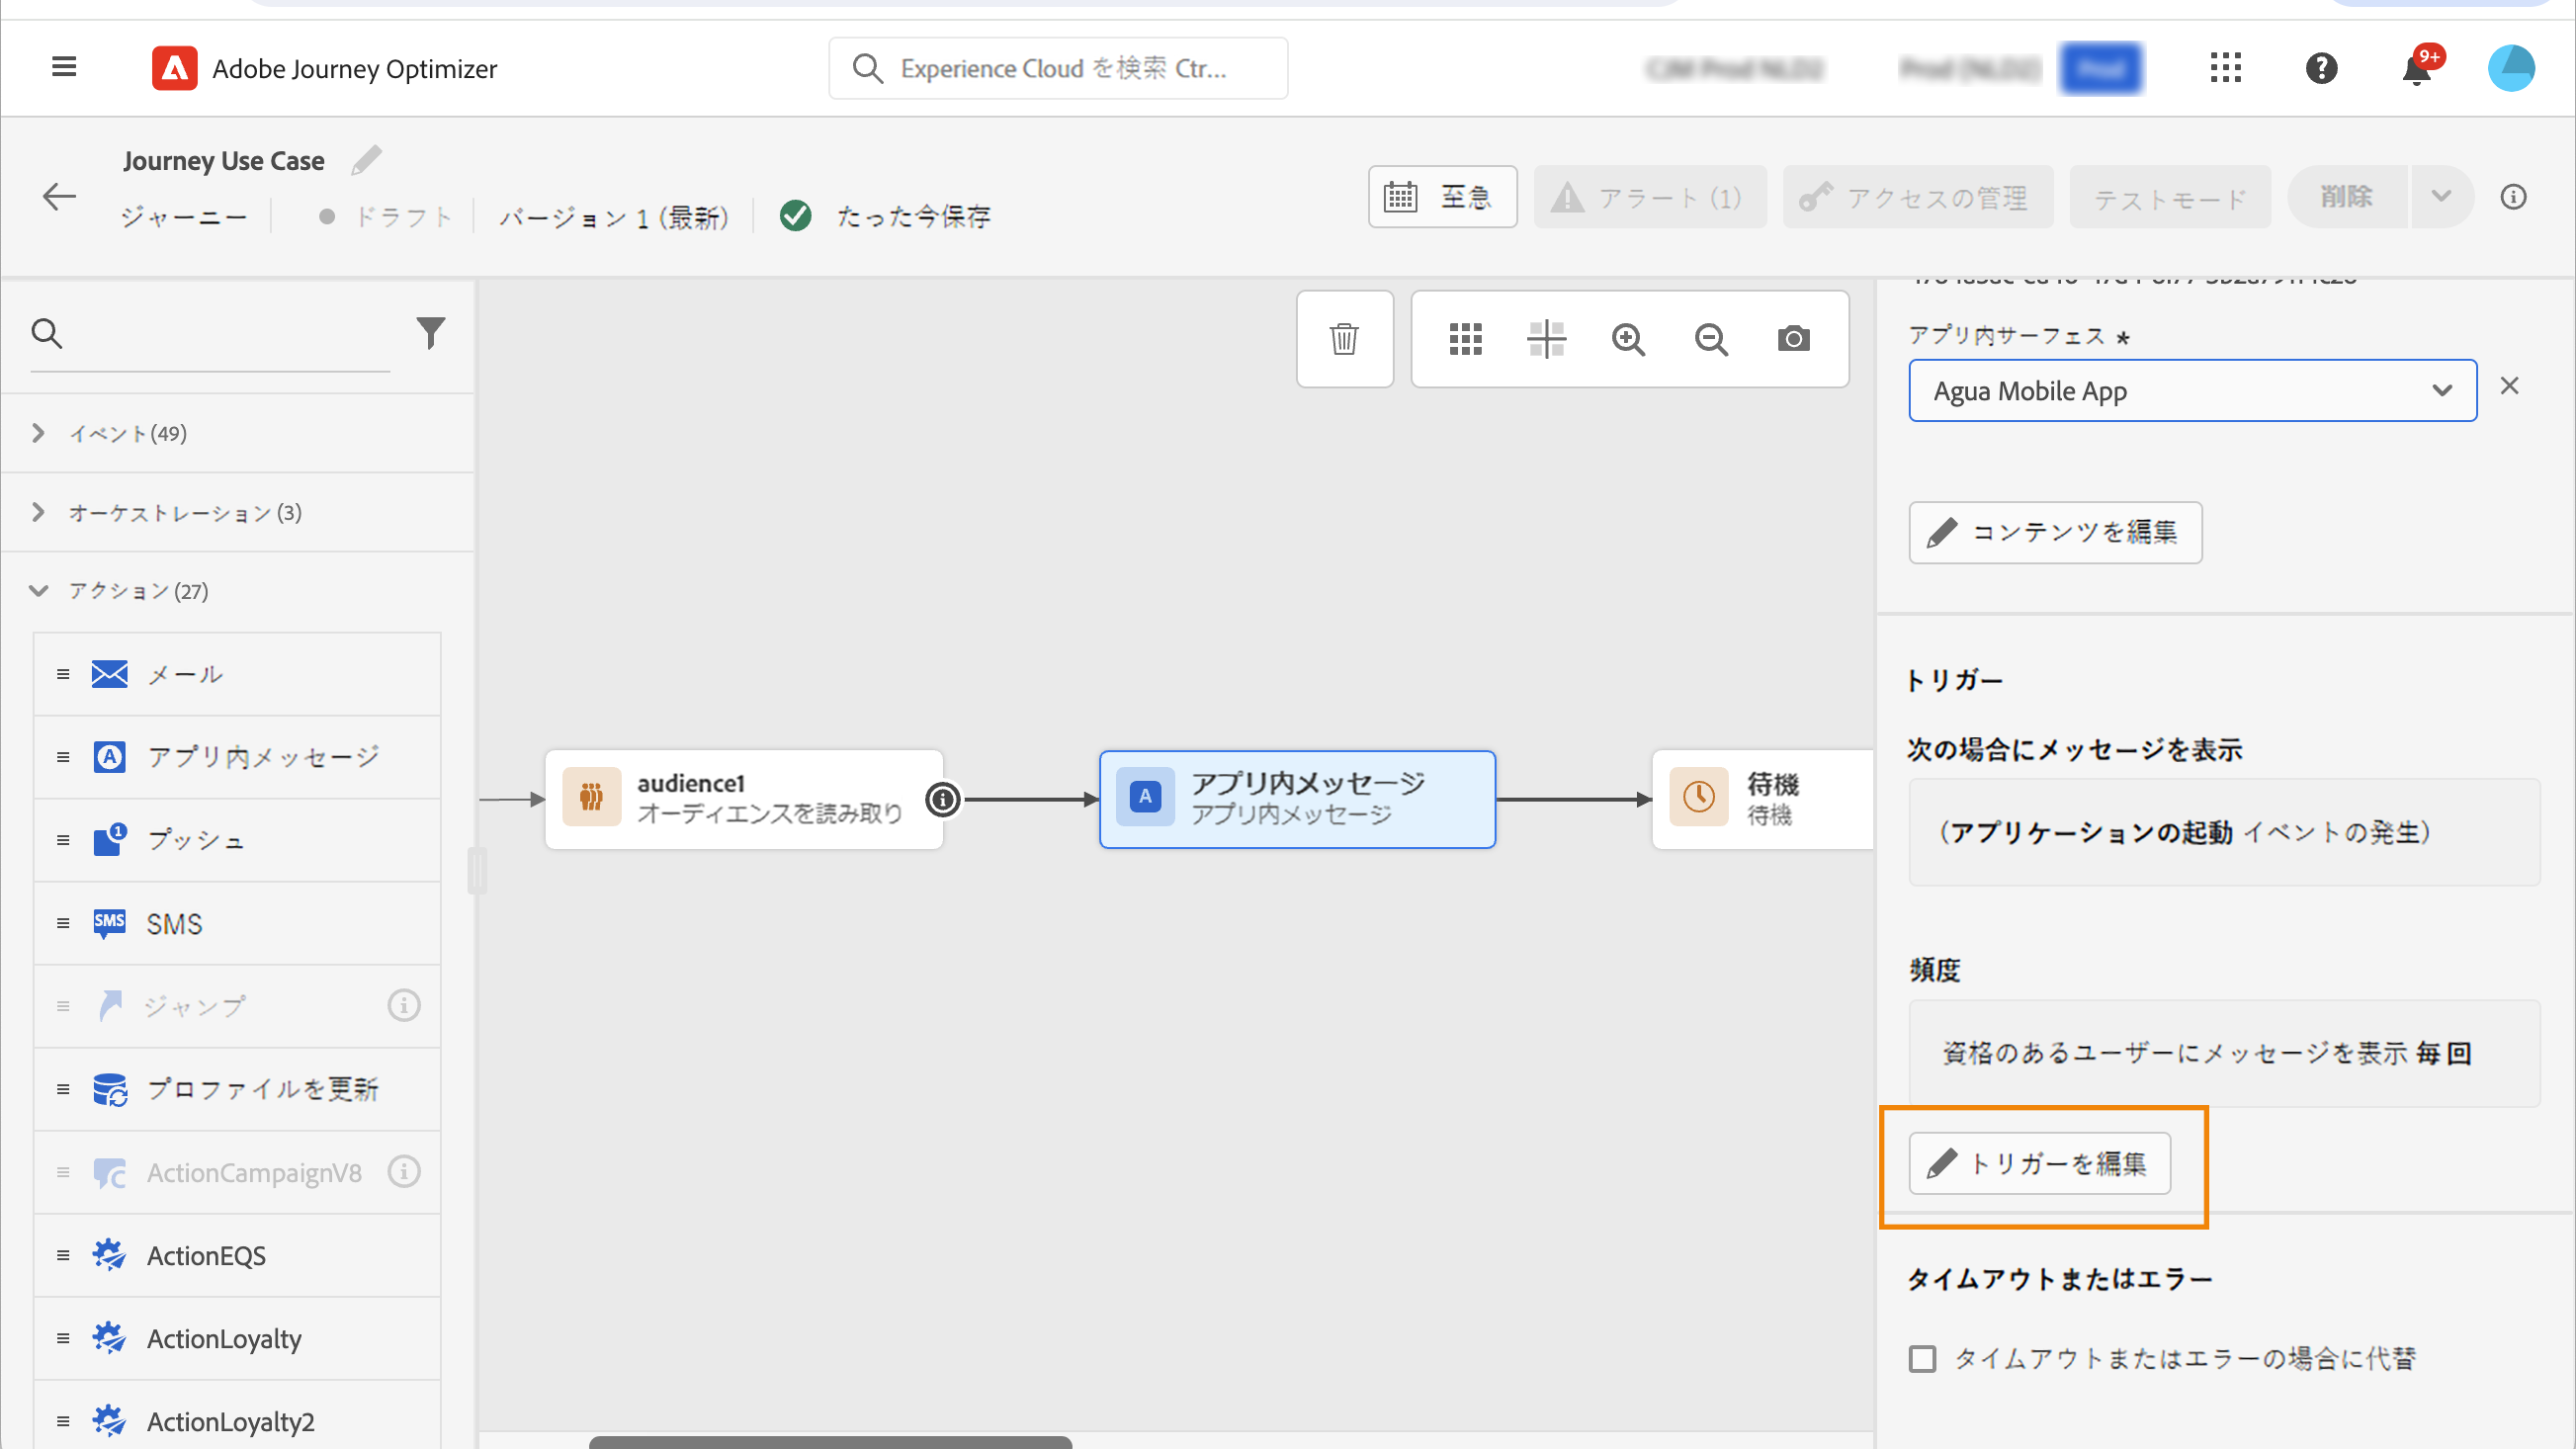 Adobe Journey Optimizer
Experience Cloud を検索 Ctr...
9+
Journey Use Case
ジャーニー
ドラフト
バージョン 1 (最新)
たった今保存
至急
アラート (1)
アクセスの管理
テストモード
削除
イベント(49)
オーケストレーション (3)
アクション (27)
メール
アプリ内メッセージ
1
プッシュ
SMS
SMS
ジャンプ
プロファイルを更新
ActionCampaignV8
ActionEQS
ActionLoyalty
ActionLoyalty2
audience1
オーディエンスを読み取り
アプリ内メッセージ
アプリ内メッセージ
待機
待機
アプリ内サーフェス *
Agua Mobile App
コンテンツを編集
トリガー
次の場合にメッセージを表示
(アプリケーションの起動 イベントの発生)
頻度
資格のあるユーザーにメッセージを表示 毎 回
トリガーを編集
タイムアウトまたはエラー
タイムアウトまたはエラーの場合に代替